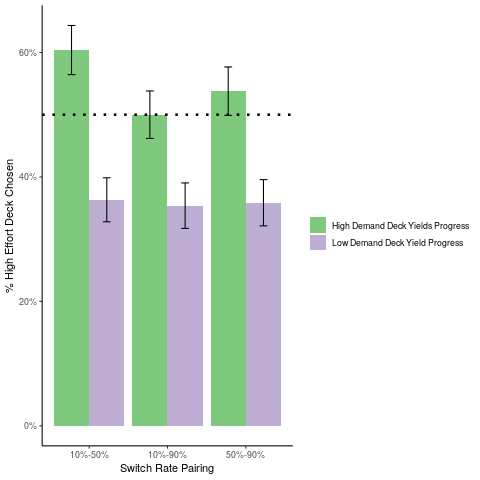 60%
40%
20%
0%
% High Effort Deck Chosen
10%-50% 10%-90% 50%-90%
Switch Rate Pairing
High Demand Deck Yields Progress
Low Demand Deck Yield Progress